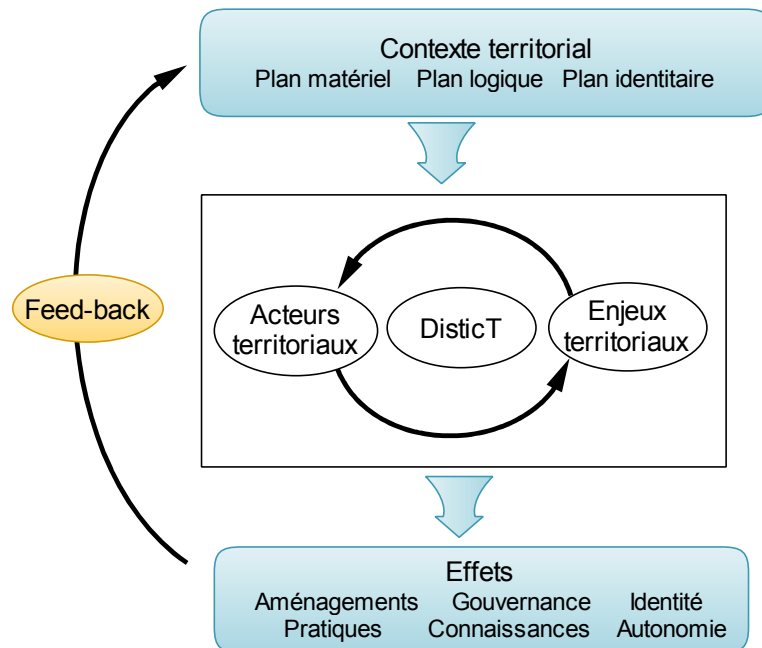 Contexte territorial
Plan matériel Plan logique Plan identitaire
Feed-back
Acteurs
territoriaux
DisticT
Enjeux
territoriaux
Effets
Aménagements Gouvernance Identité
Pratiques Connaissances Autonomie